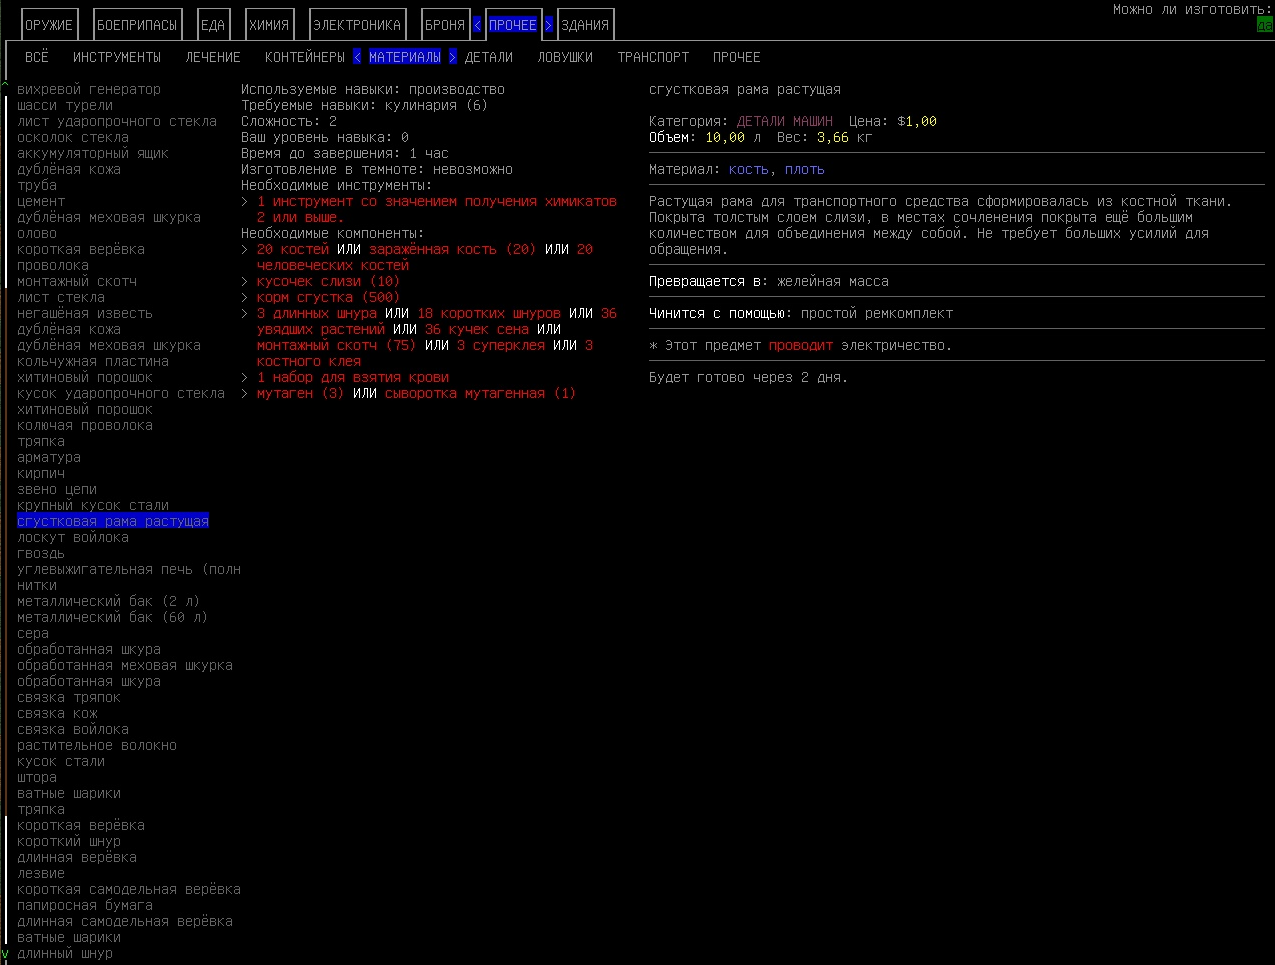 Можно ли изготовить:
ОРУЖИЕ БОЕПРИПАСЫ ЕДА ХИМИЯ ЭЛЕКТРОНИКА БРОНЯ < ПРОЧЕЕ > ЗДАНИЯ
да
ВСЁ ИНСТРУМЕНТЫ ЛЕЧЕНИЕ КОНТЕЙНЕРЫ < МАТЕРИАЛЫ > ДЕТАЛИ ЛОВУШКИ ТРАНСПОРТ ПРОЧЕЕ
^
вихревой генератор
шасси турели
лист ударопрочного стекла
осколок стекла
аккумуляторный ящик
дублёная кожа
труба
цемент
дублёная меховая шкурка
олово
короткая верёвка
проволока
монтажный скотч
лист стекла
негашёная известь
дублёная кожа
дублёная меховая шкурка
кольчужная пластина
хитиновый порошок
кусок ударопрочного стекла
хитиновый порошок
колючая проволока
тряпка
арматура
кирпич
звено цепи
крупный кусок стали
сгустковая рама растущая
лоскут войлока
гвоздь
углевыжигательная печь (полн
нитки
металлический бак (2 л)
металлический бак (60 л)
сера
обработанная шкура
обработанная меховая шкурка
обработанная шкура
связка тряпок
связка кож
связка войлока
растительное волокно
кусок стали
штора
ватные шарики
тряпка
короткая верёвка
короткий шнур
длинная верёвка
лезвие
короткая самодельная верёвка
папиросная бумага
длинная самодельная верёвка
ватные шарики
v длинный шнур
Используемые навыки: производство
Требуемые навыки: кулинария (6)
Сложность: 2
Ваш уровень навыка: 0
Время до завершения: 1 час
Изготовление в темноте: невозможно
Необходимые инструменты:
> 1 инструмент со значением получения химикатов
2 или выше.
Необходимые компоненты:
> 20 костей ИЛИ заражённая кость (20) ИЛИ 20
человеческих костей
> кусочек слизи (10)
> корм сгустка (500)
> 3 длинных шнура ИЛИ 18 коротких шнуров ИЛИ 36
увядших растений ИЛИ 36 кучек сена ИЛИ
монтажный скотч (75) ИЛИ 3 суперклея ИЛИ 3
костного клея
> 1 набор для взятия крови
> мутаген (3) ИЛИ сыворотка мутагенная (1)
сгустковая рама растущая
Категория: ДЕТАЛИ МАШИН Цена: $1,00
Объем: 10,00 л Вес: 3,66 кг
Материал: кость, плоть
Растущая рама для транспортного средства сформировалась из костной ткани.
Покрыта толстым слоем слизи, в местах сочленения покрыта ещё большим
количеством для объединения между собой. Не требует больших усилий для
обращения.
Превращается в: желейная масса
Чинится с помощью: простой ремкомплект
* Этот предмет проводит электричество.
Будет готово через 2 дня.